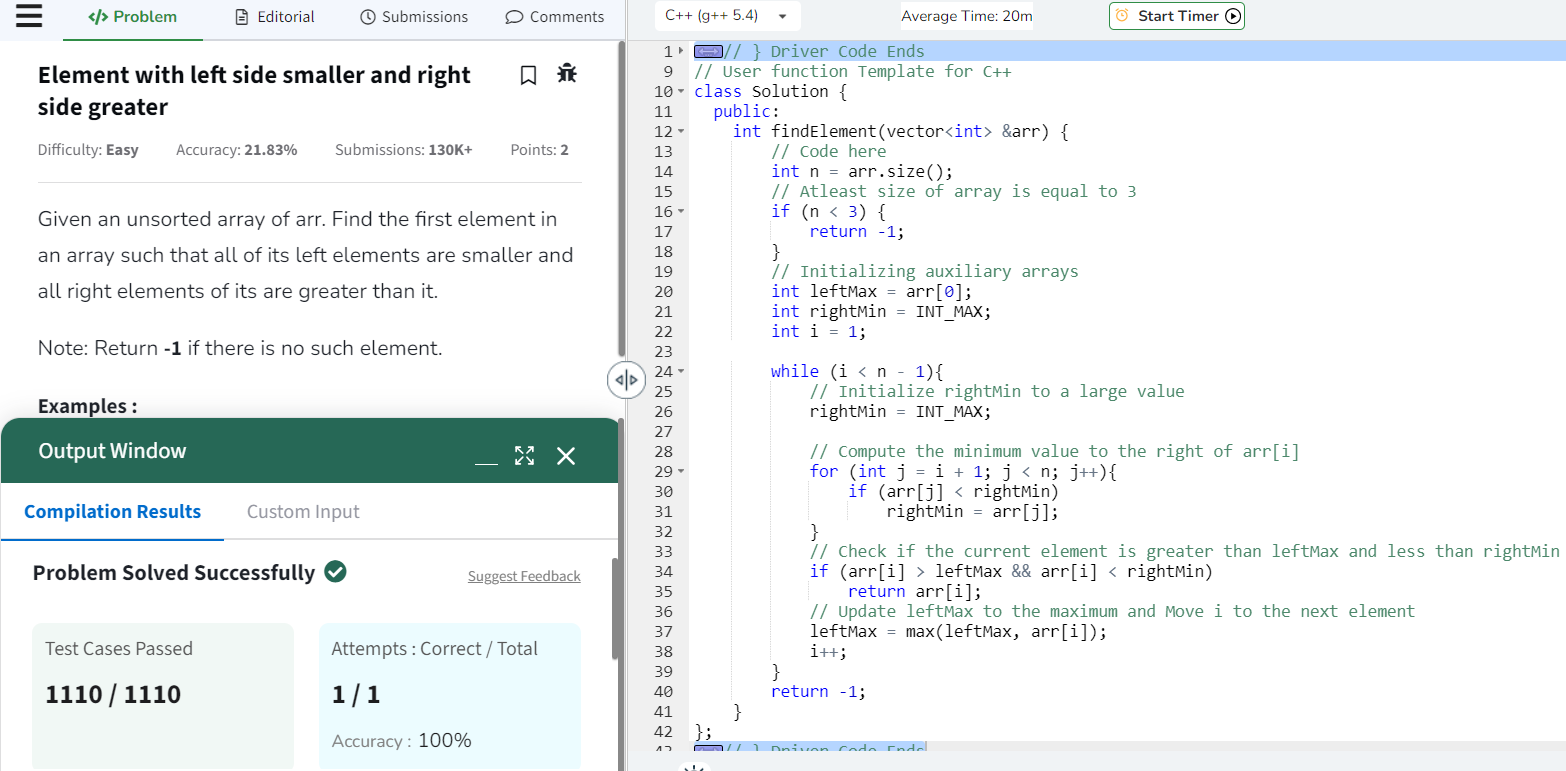 Problem
Editorial
Submissions
Comments
Element with left side smaller and right
side greater
Difficulty: Easy Accuracy: 21.83% Submissions: 130K+ Points: 2
Given an unsorted array of arr. Find the first element in
an array such that all of its left elements are smaller and
all right elements of its are greater than it.
Note: Return -1 if there is no such element.
Examples :
Output Window
Compilation Results
Custom Input
Problem Solved Successfully
Suggest Feedback
Test Cases Passed
1110 / 1110
Attempts : Correct / Total
1 / 1
Accuracy : 100%
C++ (g++ 5.4)
Average Time: 20m
Start Timer
1 // } Driver Code Ends
9 // User function Template for C++
10 class Solution {
11 public:
12 int findElement(vector<int> &arr) {
13 // Code here
14 int n = arr.size();
15 // Atleast size of array is equal to 3
16 if (n < 3) {
17 return -1;
18 }
19 // Initializing auxiliary arrays
20 int leftMax = arr[0];
21 int rightMin = INT_MAX;
22 int i = 1;
23
24 while (i < n - 1){
25 // Initialize rightMin to a large value
26 rightMin = INT_MAX;
27
28 // Compute the minimum value to the right of arr[i]
29 for (int j = i + 1; j < n; j++){
30 if (arr[j] < rightMin)
31 rightMin = arr[j];
32 }
33 // Check if the current element is greater than leftMax and less than rightMin
34 if (arr[i] > leftMax && arr[i] < rightMin)
35 return arr[i];
36 // Update leftMax to the maximum and Move i to the next element
37 leftMax = max(leftMax, arr[i]);
38 i++;
39 }
40 return -1;
41 }
42 };
43 // } Driver Code Ends